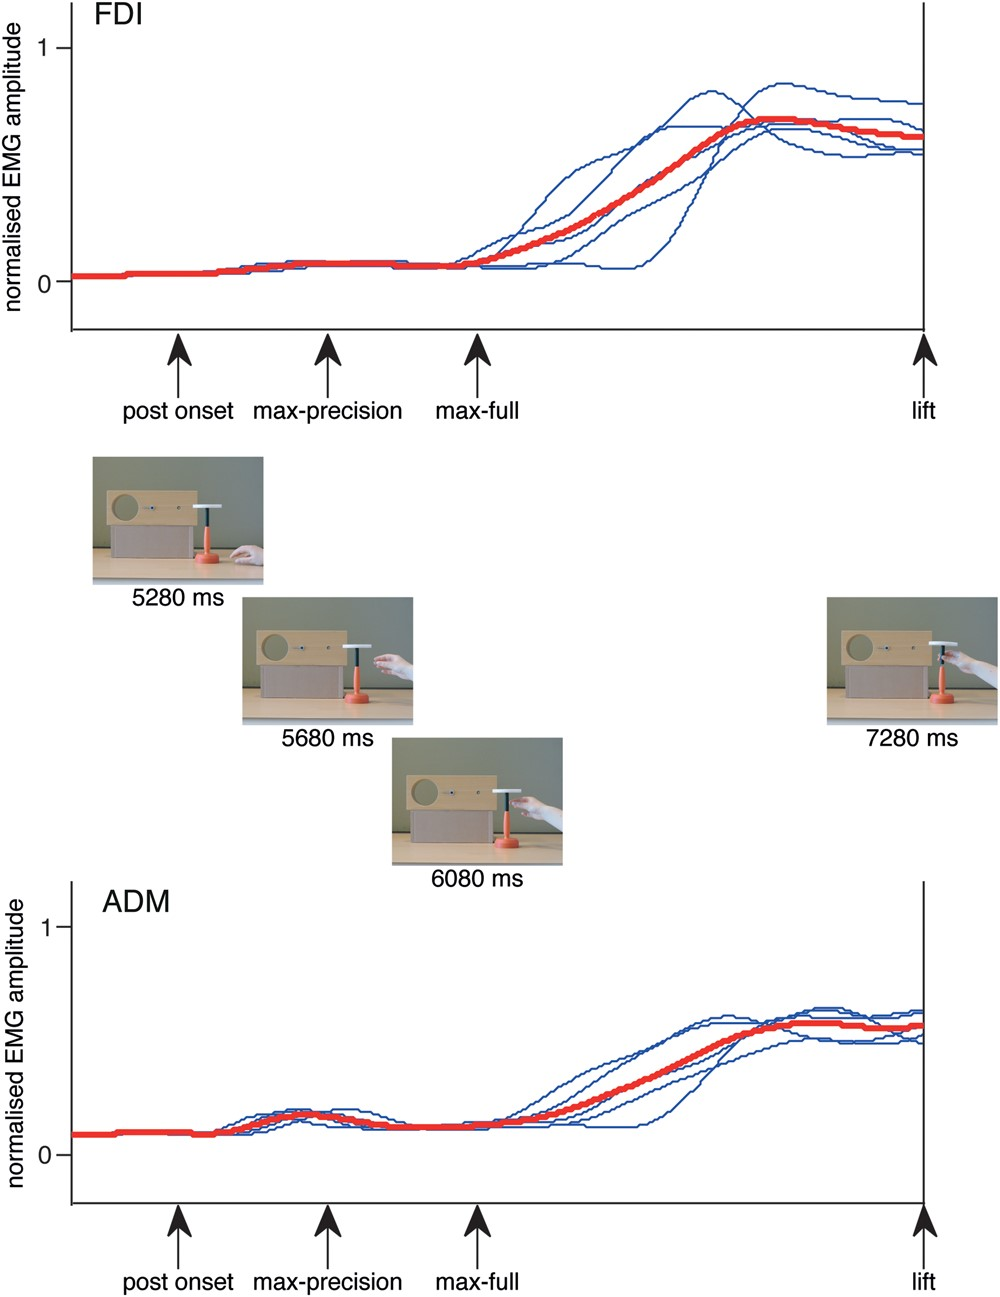 FDI
normalised EMG amplitude
1
0
post onset max-precision max-full lift
5280 ms
5680 ms
7280 ms
6080 ms
ADM
normalised EMG amplitude
1
0
post onset max-precision max-full lift